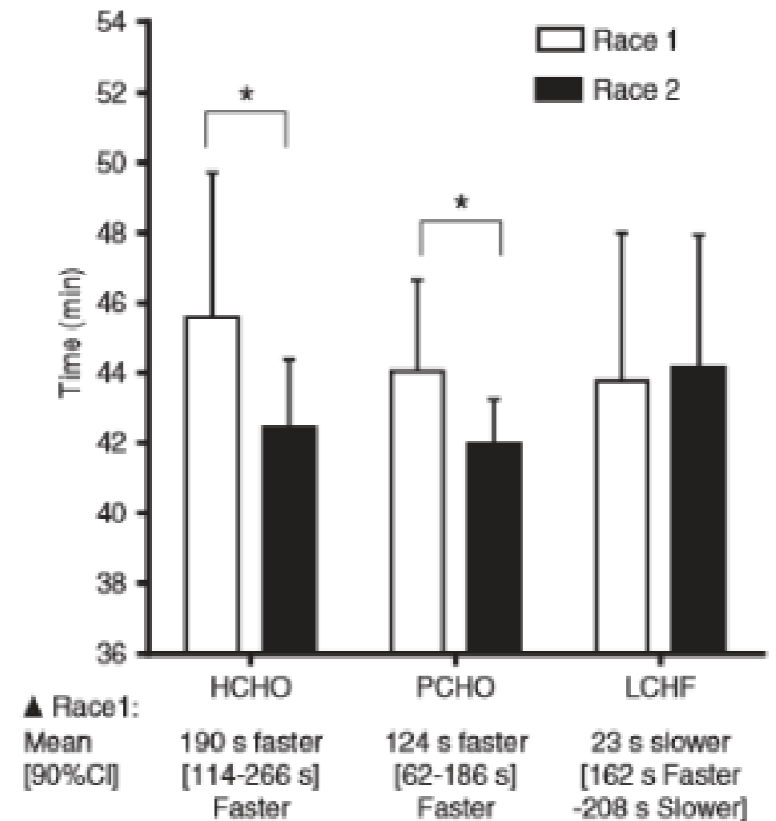 54
52
50
48
46
44
42
40
38
36
Time (min)
Race 1
Race 2
*
*
HCHO PCHO LCHF
▲ Race1:
Mean 190 s faster 124 s faster 23 s slower
[90%CI] [114-266 s] [62-186 s] [162 s Faster
Faster Faster -208 s Slower]